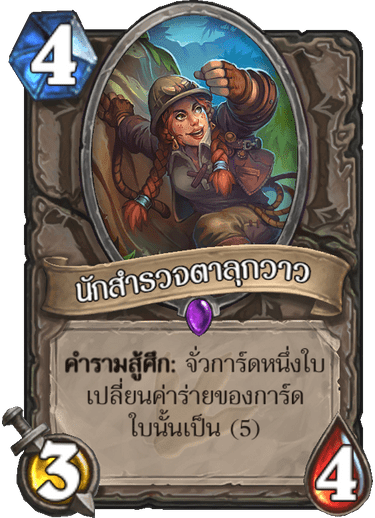 4
นักสำรวจตาลุกวาว
คำรามสู้ศึก: จั่วการ์ดหนึ่งใบ
เปลี่ยนค่าร่ายของการ์ด
ใบนั้นเป็น (5)
3
4